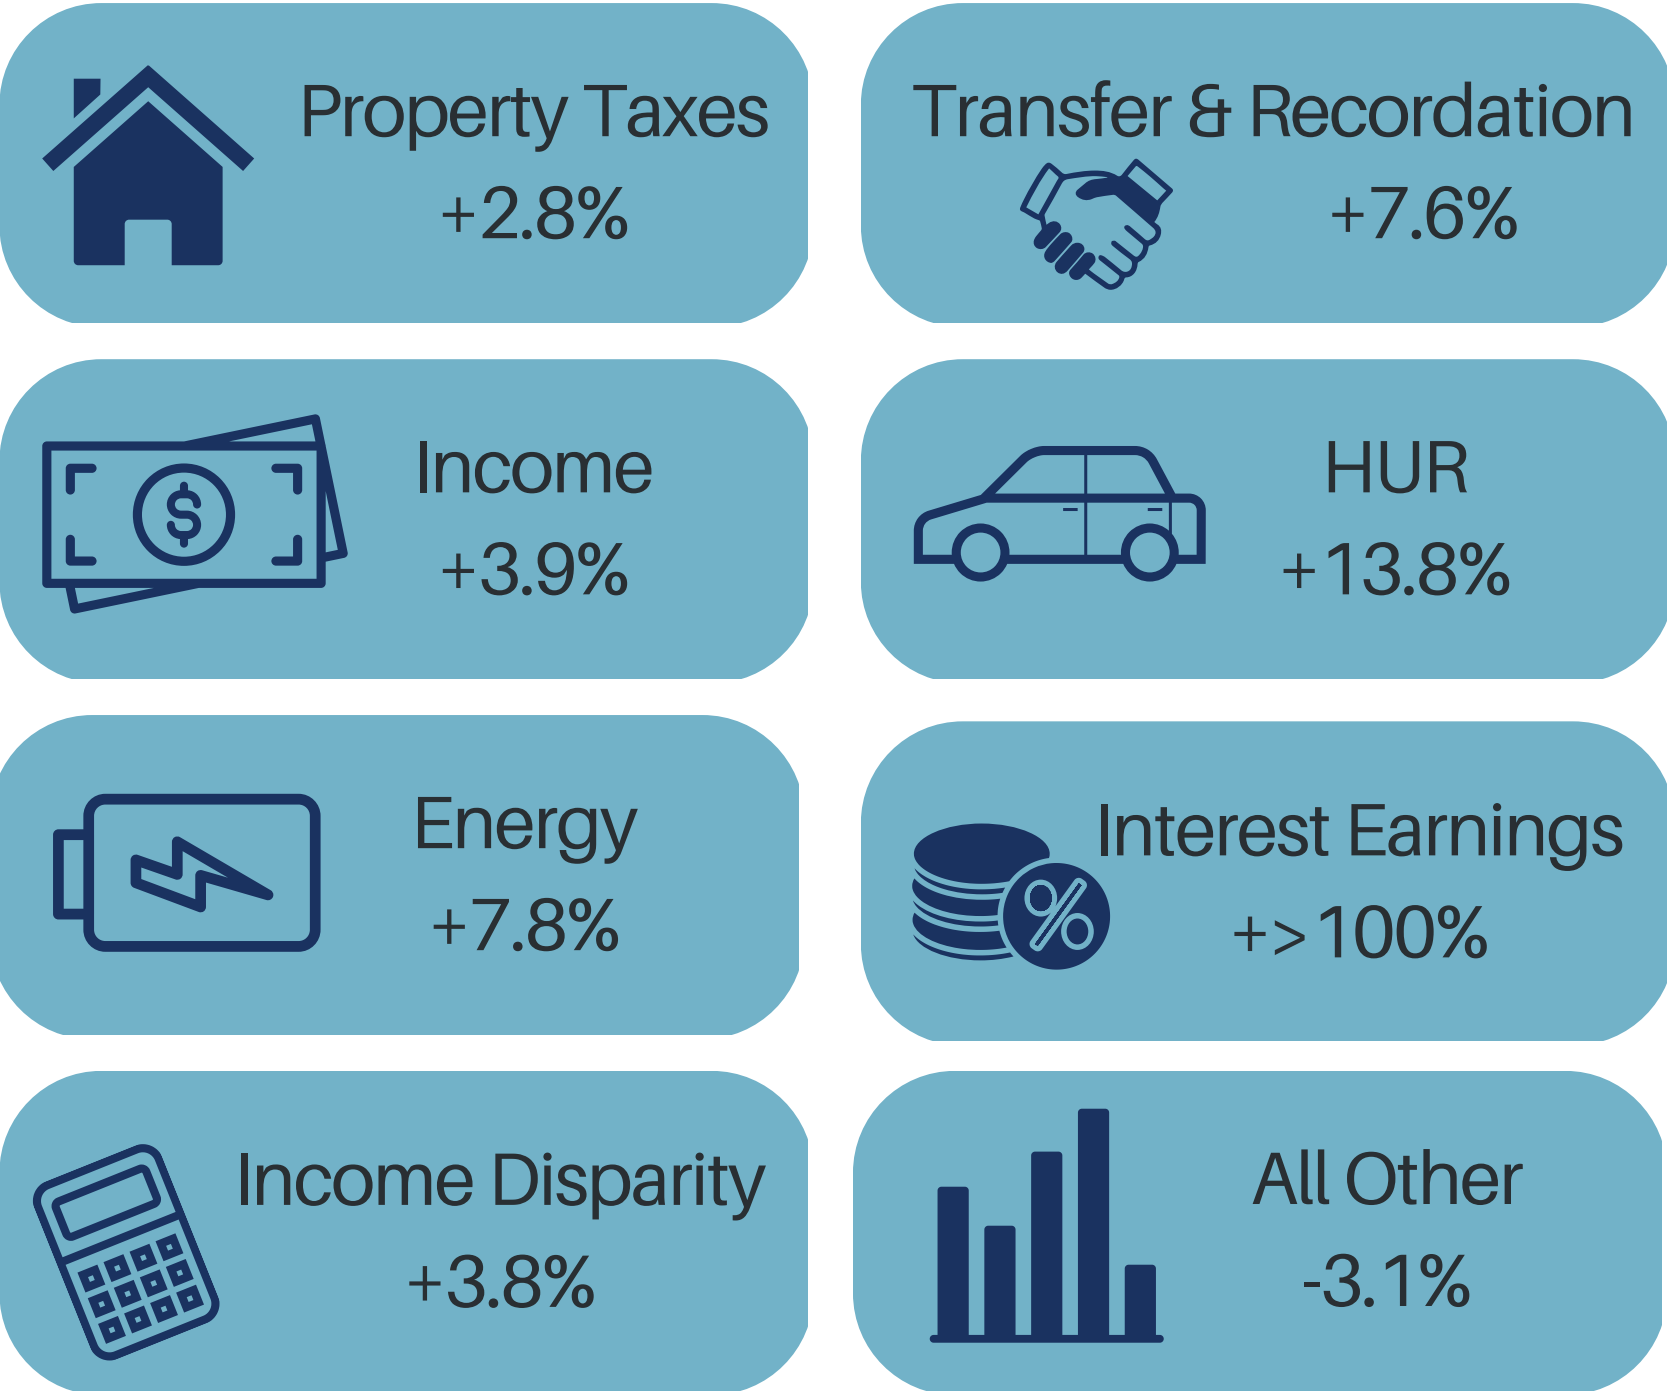 Property Taxes
+2.8%
Transfer & Recordation
+7.6%
Income
+3.9%
$
HUR
+13.8%
Energy
+7.8%
Interest Earnings
+>100%
%
Income Disparity
+3.8%
All Other
-3.1%